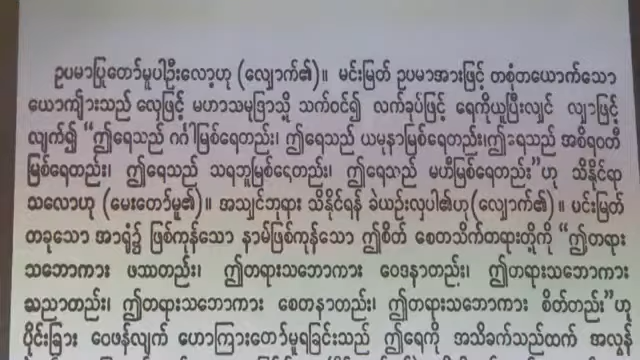 ဥပမာပြုတော်မူပါဦးလော့ဟု (လျှောက်၏)။ မင်းမြတ် ဥပမာအားဖြင့် တစုံတယောက်သော
ယောကျ်ားသည် လှေဖြင့် မဟာသမုဒြာသို့ သက်ဝင်၍ လက်ခုပ်ဖြင့် ရေကိုယူပြီးလျှင် လျှာဖြင့်
လျက်၍ “ဤရေသည် ဂင်္ဂါမြစ်ရေတည်း၊ ဤရေသည် ယမုနာမြစ်ရေတည်း၊ဤရေသည် အစိရဝတီ
မြစ်ရေတည်း၊ ဤရေသည် သရဘူမြစ်ရေတည်း၊ ဤရေသည် မဟီမြစ်ရေတည်း”ဟု သိနိုင်ရာ
သလောဟု (မေးတော်မူ၏)။ အသျှင်ဘုရား သိနိုင်ရန် ခဲယဉ်းလှပါ၏ဟု(လျှောက်၏)။ မင်းမြတ်
တခုသော အာရုံ၌ ဖြစ်ကုန်သော နာမ်ဖြစ်ကုန်သော ဤစိတ် စေတသိက်တရားတို့ကို “ဤတရား
သဘောကား ဖဿတည်း၊ ဤတရားသဘောကား ဝေဒနာတည်း၊ ဤတရားသဘောကား
သညာတည်း၊ ဤတရားသဘောကား စေတနာတည်း၊ ဤတရားသဘောကား စိတ်တည်း”ဟု
ပိုင်းခြား ဝေဖန်လျက် ဟောကြားတော်မူရခြင်းသည် ဤရေကို အသိခက်သည်ထက် အလွန်